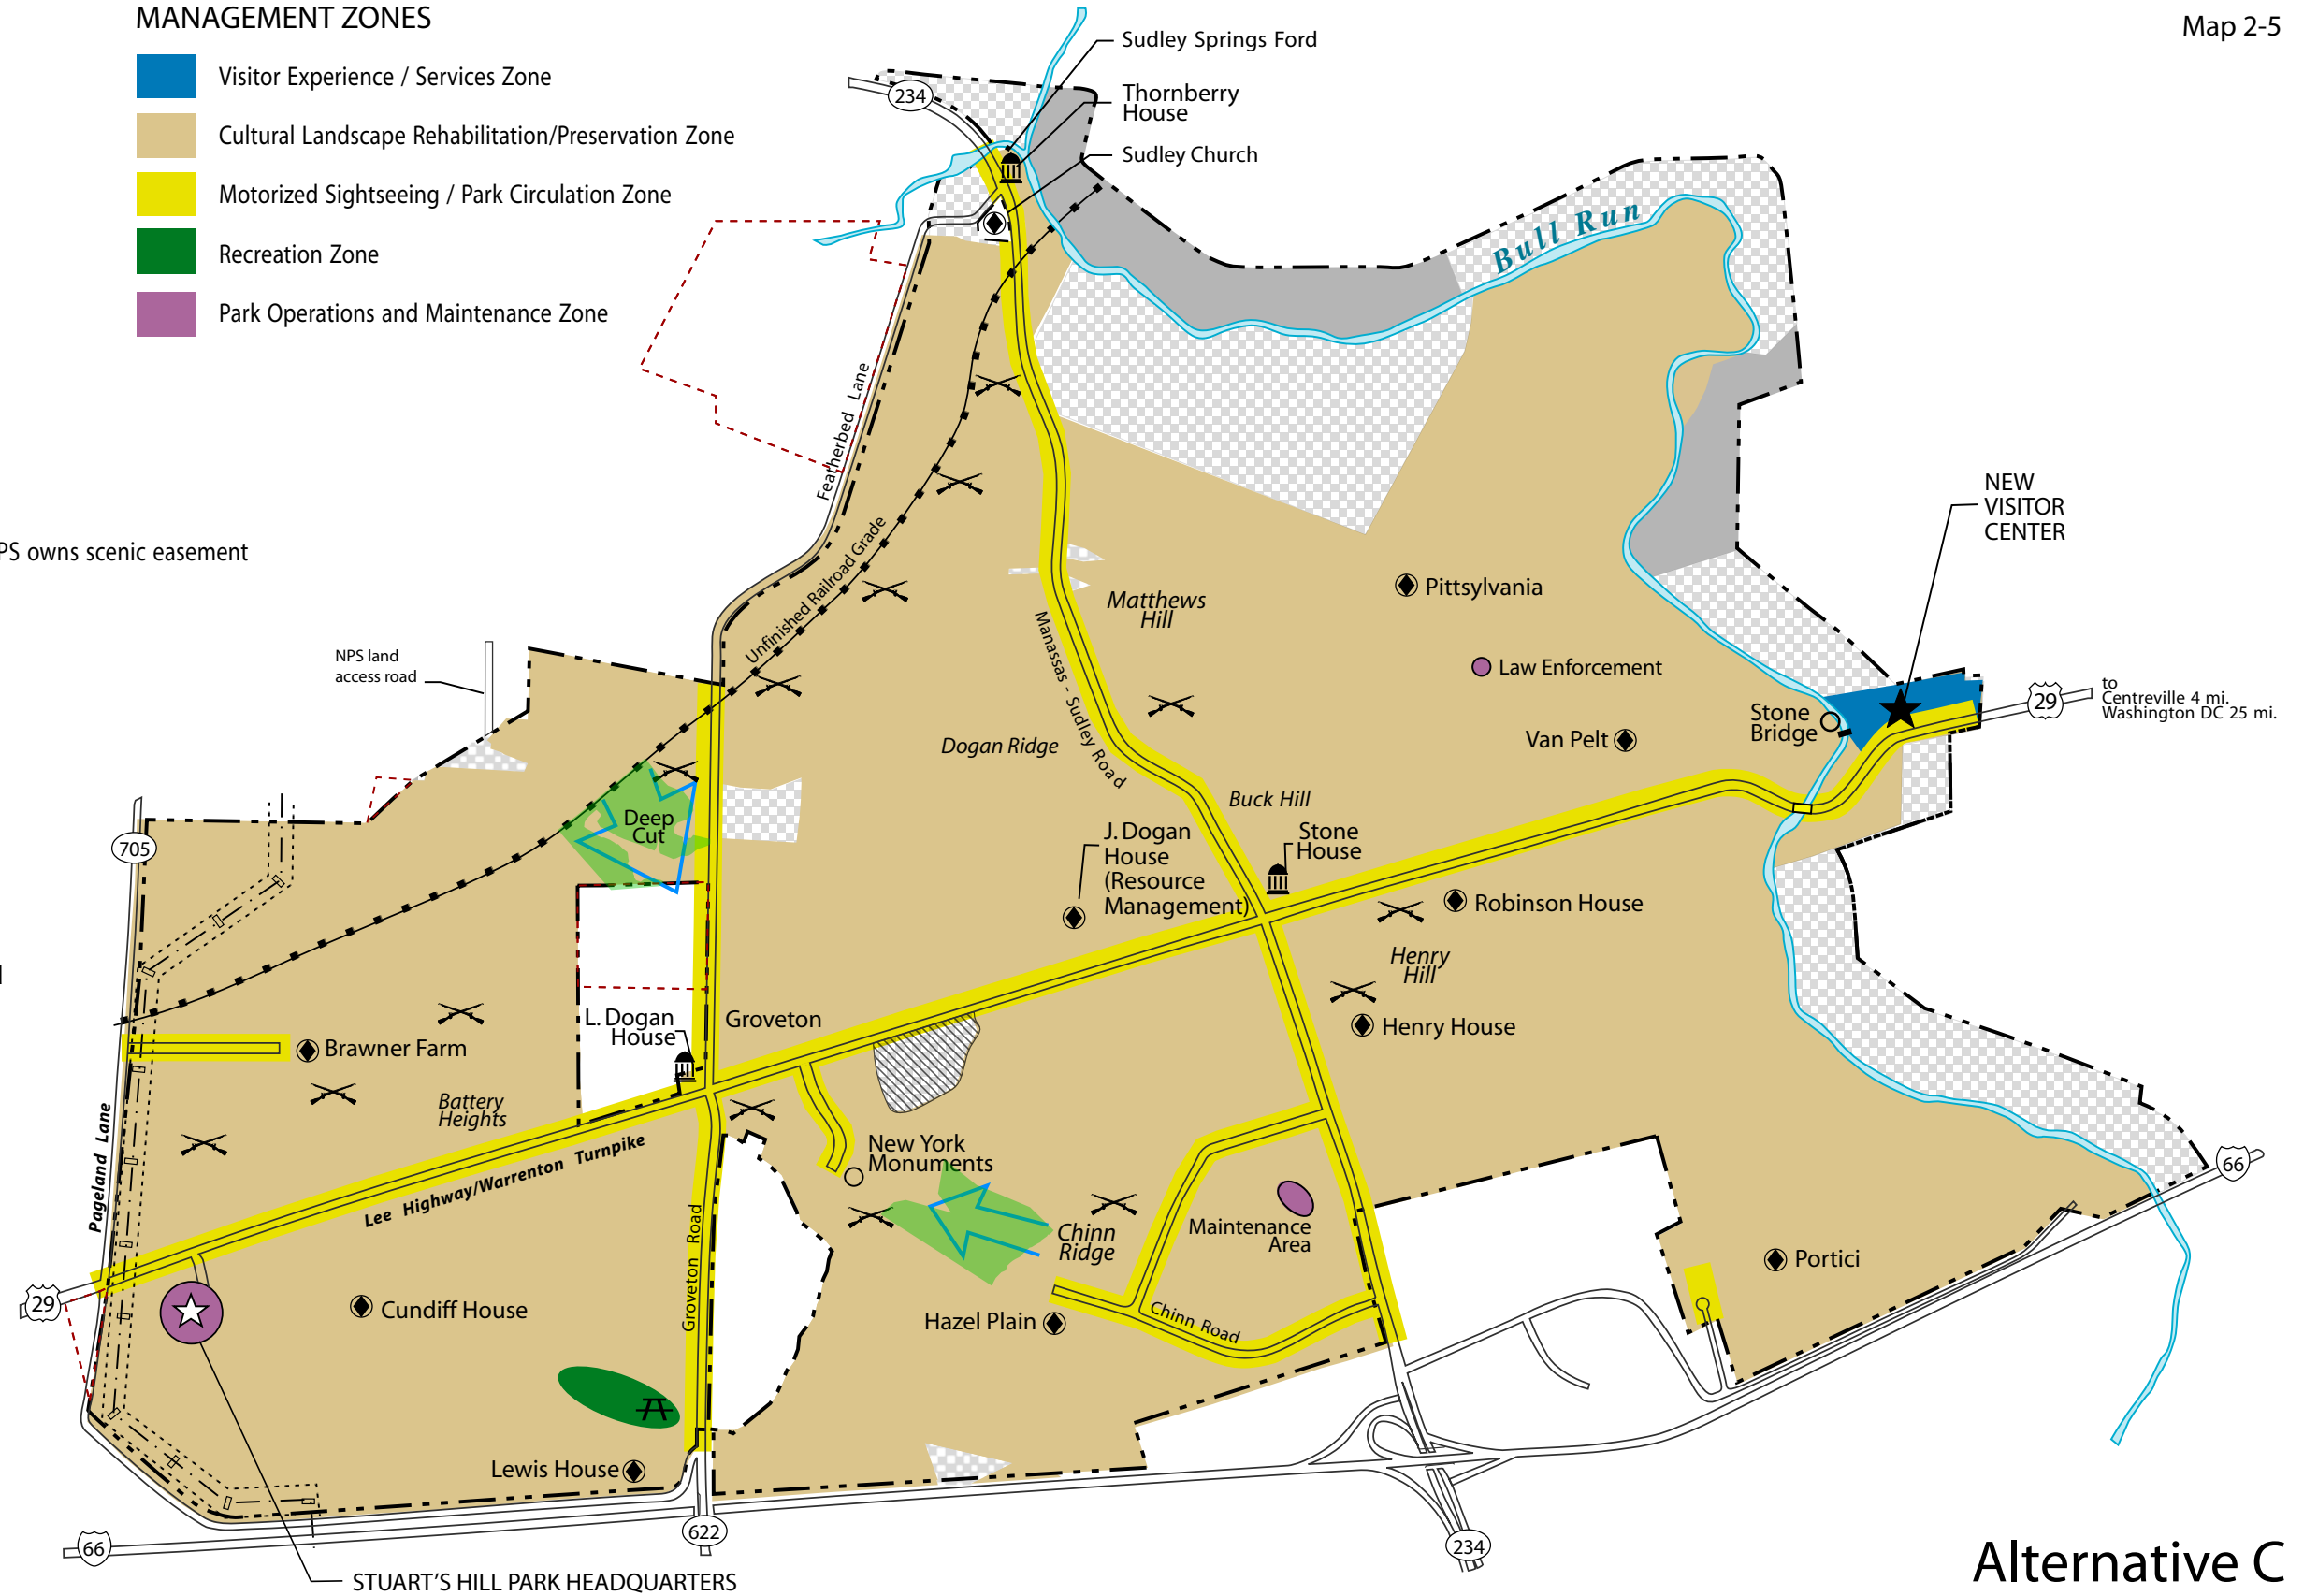 MANAGEMENT ZONES
Map 2-5
Visitor Experience / Services Zone
Cultural Landscape Rehabilitation/Preservation Zone
Motorized Sightseeing / Park Circulation Zone
Recreation Zone
Park Operations and Maintenance Zone
Sudley Springs Ford
Thornberry
House
Sudley Church
234
Bull Run
Featherbed Lane
PS owns scenic easement
NEW
VISITOR
CENTER
Unfinished Railroad Grade
Matthews
Hill
Manassas - Sudley Road
Pittsylvania
NPS land
access road
Law Enforcement
Stone
Bridge
29
to
Centreville 4 mi.
Washington DC 25 mi.
Dogan Ridge
Van Pelt
Buck Hill
Deep
Cut
705
J. Dogan
House
(Resource
Management)
Stone
House
Robinson House
Henry
Hill
Henry House
L. Dogan
House
Groveton
Brawner Farm
Battery
Heights
Pageland Lane
Lee Highway/Warrenton Turnpike
New York
Monuments
Groveton Road
Chinn
Ridge
Maintenance
Area
66
Portici
29
Cundiff House
Hazel Plain
Chinn Road
Lewis House
622
66
234
STUART'S HILL PARK HEADQUARTERS
Alternative C